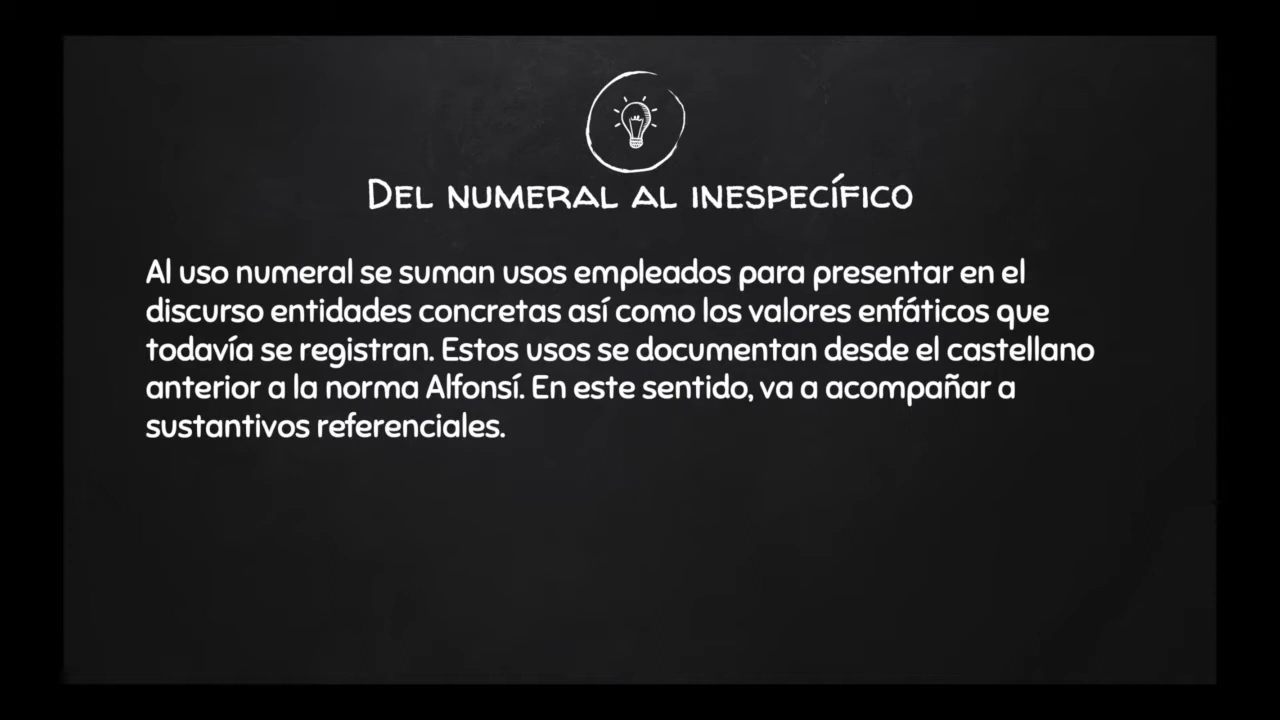 Del numeral al inespecífico
Al uso numeral se suman usos empleados para presentar en el
discurso entidades concretas así como los valores enfáticos que
todavía se registran. Estos usos se documentan desde el castellano
anterior a la norma Alfonsí. En este sentido, va a acompañar a
sustantivos referenciales.